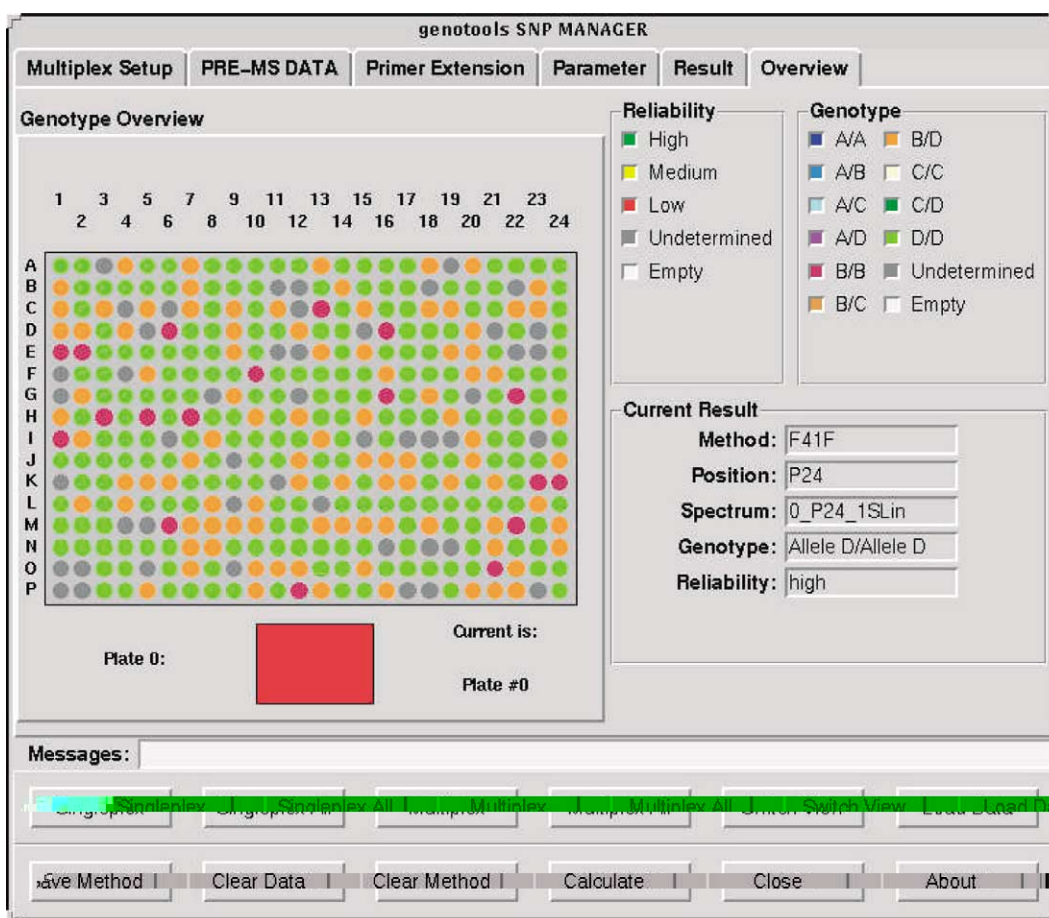 genotools SNP MANAGER
Multiplex Setup PRE-MS DATA Primer Extension Parameter Result Overview
Genotype Overview
1 3 5 7 9 11 13 15 17 19 21 23
2 4 6 8 10 12 14 16 18 20 22 24
A
B
C
D
E
F
G
H
I
J
K
L
M
N
O
P
Plate 0:
Current is:
Plate #0
Reliability
High
Medium
Low
Undetermined
Empty
Genotype
A/A B/D
A/B C/C
A/C C/D
A/D D/D
B/B Undetermined
B/C Empty
Current Result
Method: F41F
Position: P24
Spectrum: 0_P24_1SLin
Genotype: Allele D/Allele D
Reliability: high
Messages:
Singleplex Singleplex All Multiplex Multiplex All Switch View Load Data
Save Method Clear Data Clear Method Calculate Close About